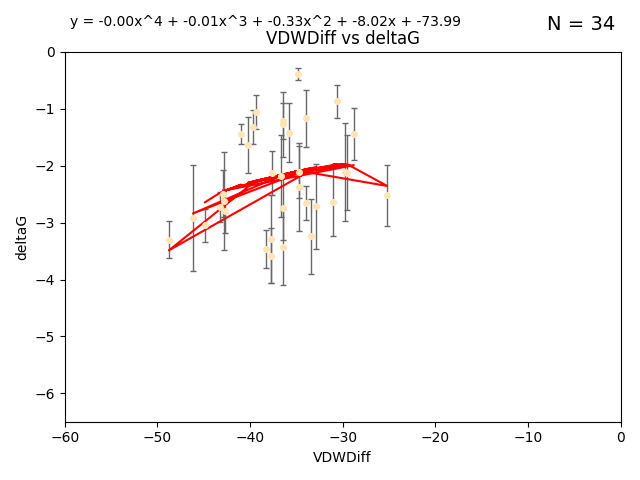 y = -0.00x^4 + -0.01x^3 + -0.33x^2 + -8.02x + -73.99
N = 34
VDWDiff vs deltaG
0
−1
−2
−3
−4
−5
−6
deltaG
−60 −50 −40 −30 −20 −10 0
VDWDiff